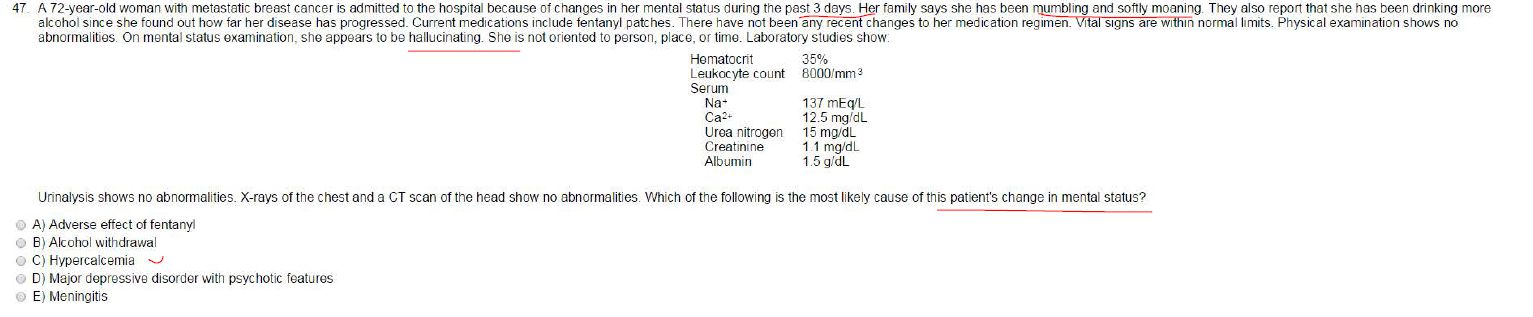 47. A 72-year-old woman with metastatic breast cancer is admitted to the hospital because of changes in her mental status during the past 3 days. Her family says she has been mumbling and softly moaning. They also report that she has been drinking more
alcohol since she found out how far her disease has progressed. Current medications include fentanyl patches. There have not been any recent changes to her medication regimen. Vital signs are within normal limits. Physical examination shows no
abnormalities. On mental status examination, she appears to be hallucinating. She is not oriented to person, place, or time. Laboratory studies show:
Hematocrit 35%
Leukocyte count 8000/mm3
Serum
Na+ 137 mEq/L
Ca2+ 12.5 mg/dL
Urea nitrogen 15 mg/dL
Creatinine 1.1 mg/dL
Albumin 1.5 g/dL
Urinalysis shows no abnormalities. X-rays of the chest and a CT scan of the head show no abnormalities. Which of the following is the most likely cause of this patient's change in mental status?
A) Adverse effect of fentanyl
B) Alcohol withdrawal
C) Hypercalcemia
D) Major depressive disorder with psychotic features
E) Meningitis